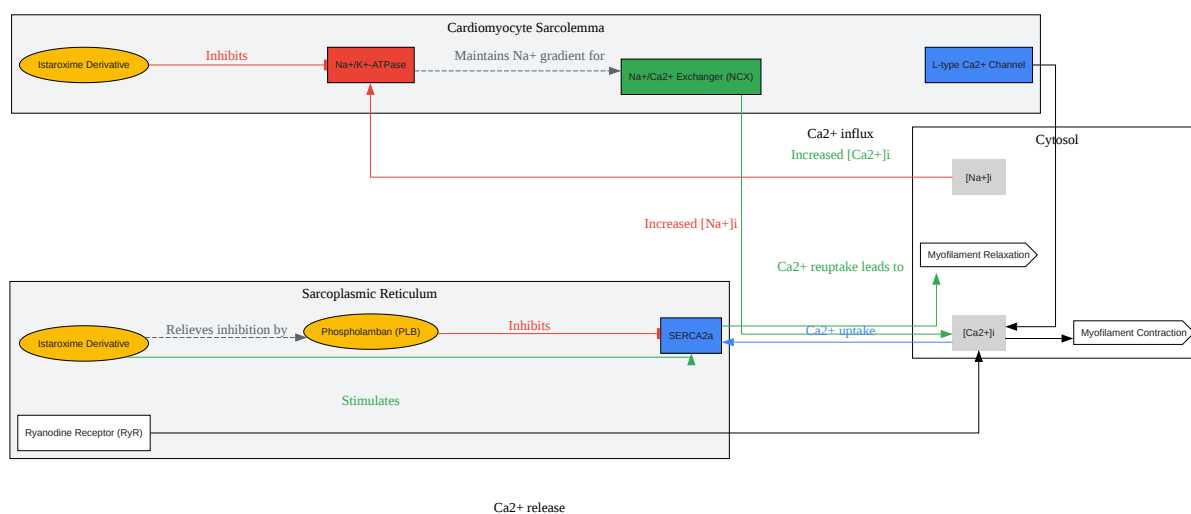 Cardiomyocyte Sarcolemma
Istaroxime Derivative
Inhibits
Na+/K+-ATPase
Maintains Na+ gradient for
Na+/Ca2+ Exchanger (NCX)
L-type Ca2+ Channel
Ca2+ influx
Cytosol
Increased [Ca2+]i
[Na+]i
Increased [Na+]i
Myofilament Relaxation
Ca2+ reuptake leads to
Sarcoplasmic Reticulum
Istaroxime Derivative
Relieves inhibition by
Phospholamban (PLB)
Inhibits
SERCA2a
Ca2+ uptake
[Ca2+]i
Myofilament Contraction
Stimulates
Ryanodine Receptor (RyR)
Ca2+ release